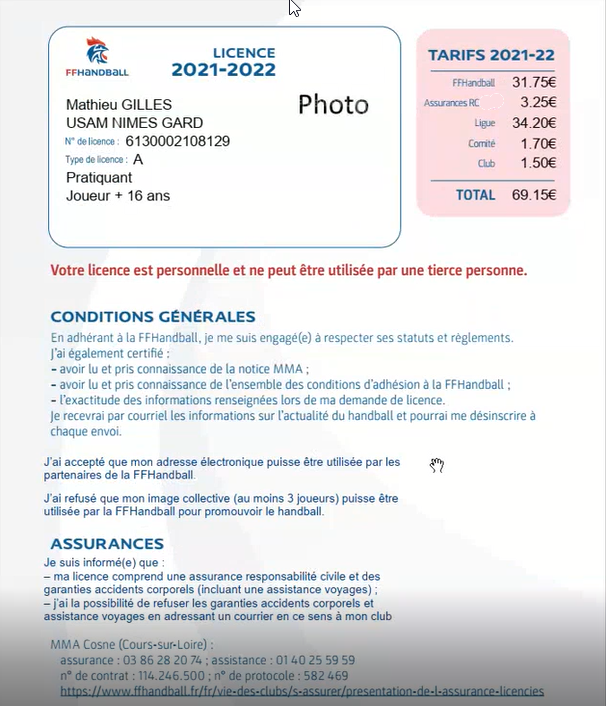 FFHANDBALL
LICENCE
2021-2022
Mathieu GILLES
USAM NIMES GARD
N° de licence : 6130002108129
Type de licence : A
Pratiquant
Joueur + 16 ans
Photo
TARIFS 2021-22
FFHandball 31.75€
Assurances RC 3.25€
Ligue 34.20€
Comité 1.70€
Club 1.50€
TOTAL 69.15€
Votre licence est personnelle et ne peut être utilisée par une tierce personne.
CONDITIONS GÉNÉRALES
En adhérant à la FFHandball, je me suis engagé(e) à respecter ses statuts et règlements.
J'ai également certifié :
- avoir lu et pris connaissance de la notice MMA ;
- avoir lu et pris connaissance de l'ensemble des conditions d'adhésion à la FFHandball ;
- l'exactitude des informations renseignées lors de ma demande de licence.
Je recevrai par courriel les informations sur l'actualité du handball et pourrai me désinscrire à
chaque envoi.
J'ai accepté que mon adresse électronique puisse être utilisée par les
partenaires de la FFHandball.
J'ai refusé que mon image collective (au moins 3 joueurs) puisse être
utilisée par la FFHandball pour promouvoir le handball.
ASSURANCES
Je suis informé(e) que :
– ma licence comprend une assurance responsabilité civile et des
garanties accidents corporels (incluant une assistance voyages) ;
– j'ai la possibilité de refuser les garanties accidents corporels et
assistance voyages en adressant un courrier en ce sens à mon club
MMA Cosne (Cours-sur-Loire) :
assurance : 03 86 28 20 74 ; assistance : 01 40 25 59 59
n° de contrat : 114.246.500 ; n° de protocole : 582 469
https://www.ffhandball.fr/fr/vie-des-clubs/s-assurer/presentation-de-l-assurance-licencies